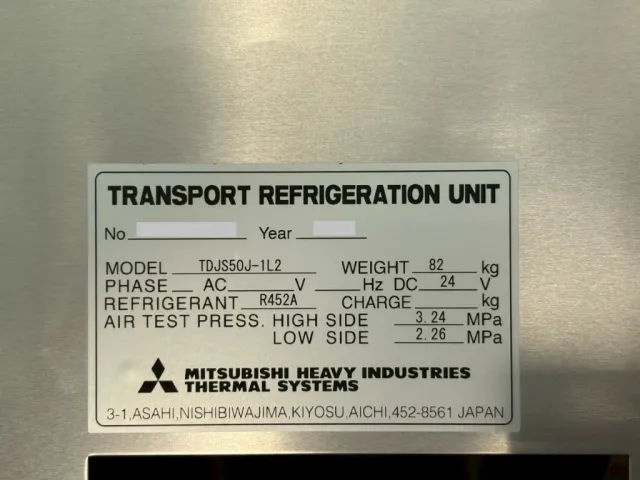 TRANSPORT REFRIGERATION UNIT
No Year
MODEL TDJS50J-1L2 WEIGHT 82 kg
PHASE AC V Hz DC 24 V
REFRIGERANT R452A CHARGE kg
AIR TEST PRESS. HIGH SIDE 3.24 MPa
LOW SIDE 2.26 MPa
MITSUBISHI HEAVY INDUSTRIES
THERMAL SYSTEMS
3-1,ASAHI,NISHIBIWAJIMA,KIYOSU,AICHI,452-8561 JAPAN